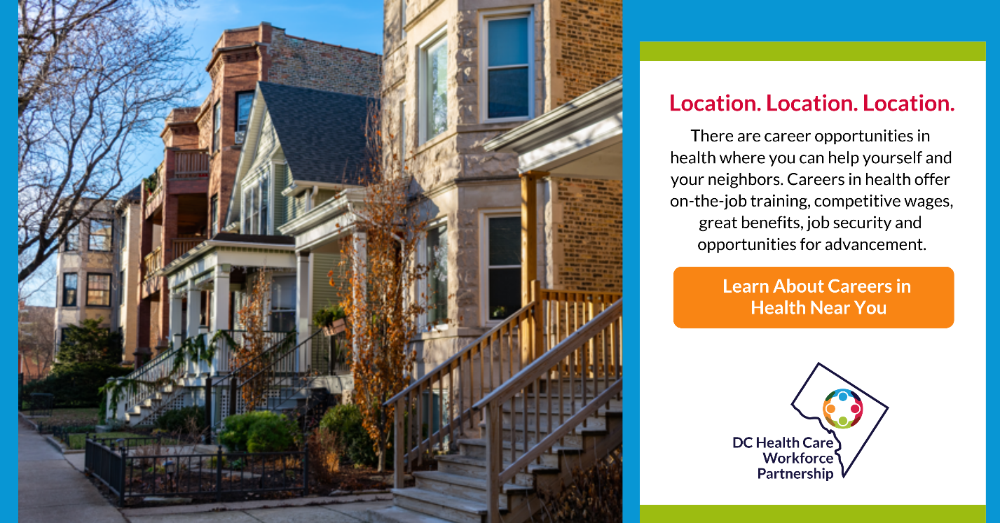 Location. Location. Location.
There are career opportunities in
health where you can help yourself and
your neighbors. Careers in health offer
on-the-job training, competitive wages,
great benefits, job security and
opportunities for advancement.
Learn About Careers in
Health Near You
DC Health Care
Workforce
Partnership